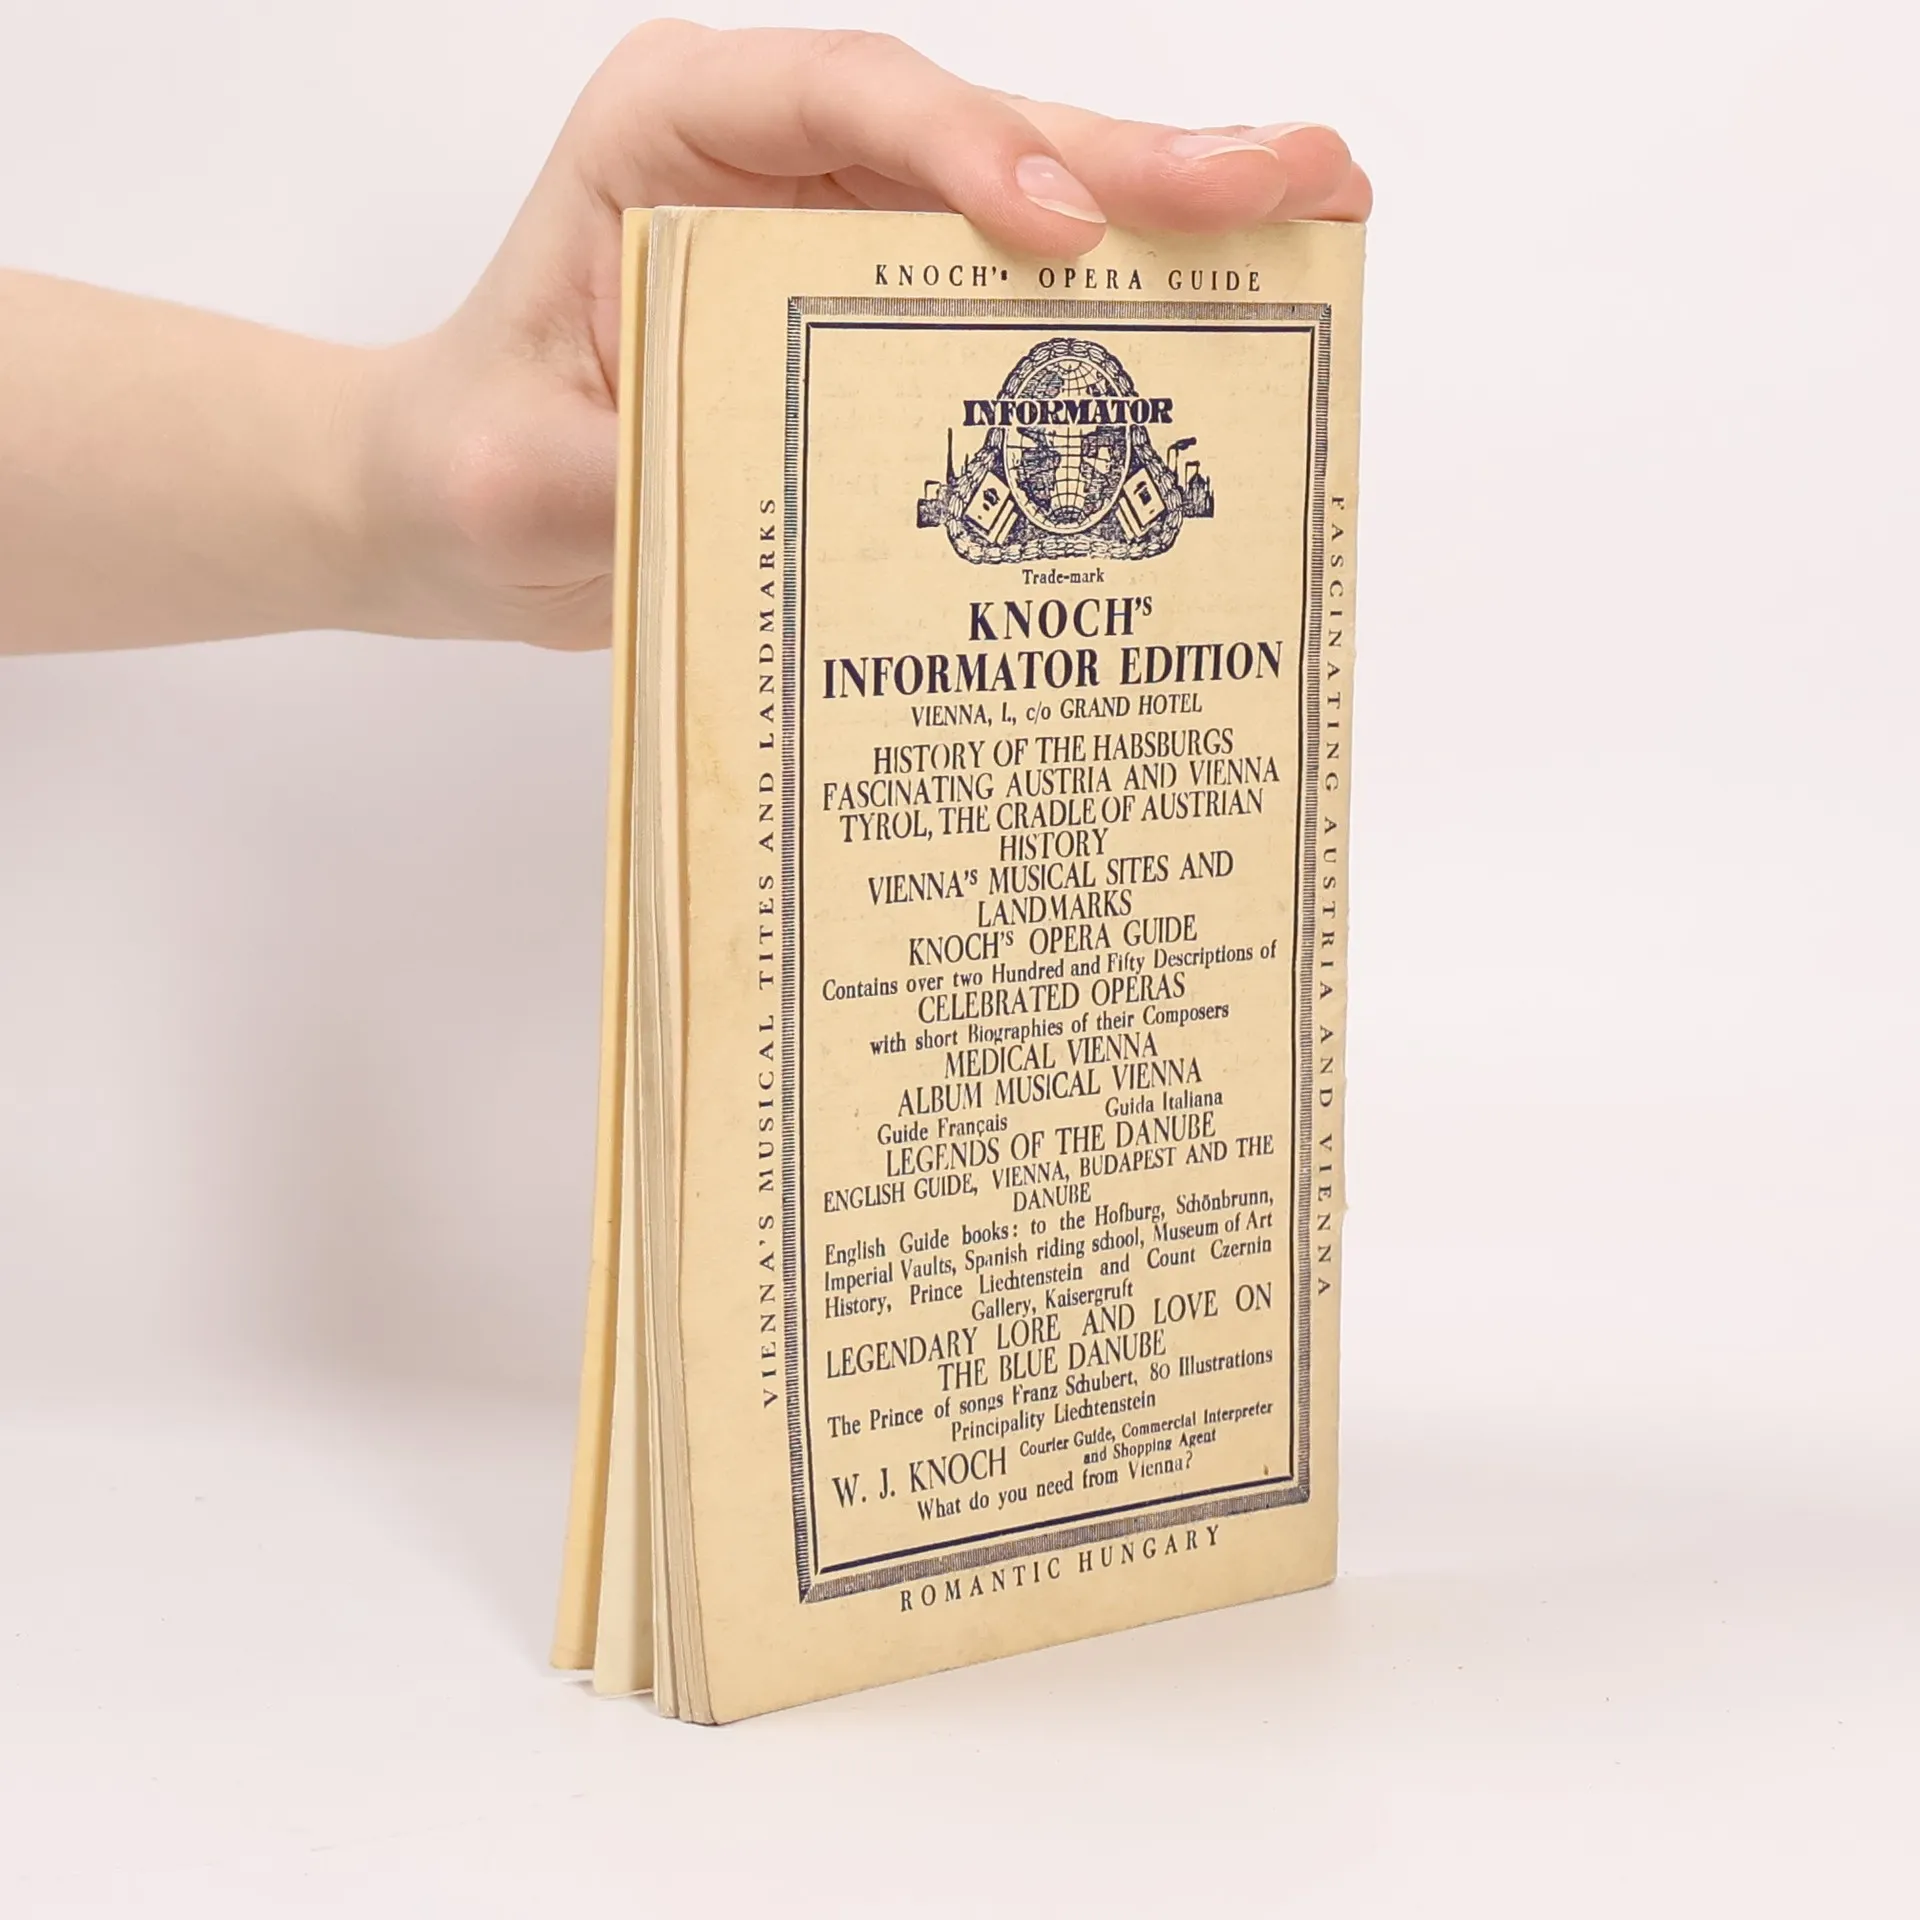 KNOCH's OPERA GUIDE
INFORMATOR
Trade-mark
KNOCH's
INFORMATOR EDITION
VIENNA, I., c/o GRAND HOTEL
HISTORY OF THE HABSBURGS
FASCINATING AUSTRIA AND VIENNA
TYROL, THE CRADLE OF AUSTRIAN
HISTORY
VIENNA's MUSICAL SITES AND
LANDMARKS
KNOCH's OPERA GUIDE
Contains over two Hundred and Fifty Descriptions of
CELEBRATED OPERAS
with short Biographies of their Composers
MEDICAL VIENNA
ALBUM MUSICAL VIENNA
Guide Français Guida Italiana
LEGENDS OF THE DANUBE
ENGLISH GUIDE, VIENNA, BUDAPEST AND THE
DANUBE
English Guide books: to the Hofburg, Schönbrunn,
Imperial Vaults, Spanish riding school, Museum of Art
History, Prince Liechtenstein and Count Czernin
Gallery, Kaisergruft
LEGENDARY LORE AND LOVE ON
THE BLUE DANUBE
The Prince of songs Franz Schubert, 80 Illustrations
Principality Liechtenstein
W. J. KNOCH Courier Guide, Commercial Interpreter
and Shopping Agent
What do you need from Vienna?
ROMANTIC HUNGARY
VIENNA'S MUSICAL TITES AND LANDMARKS
FASCINATING AUSTRIA AND VIENNA